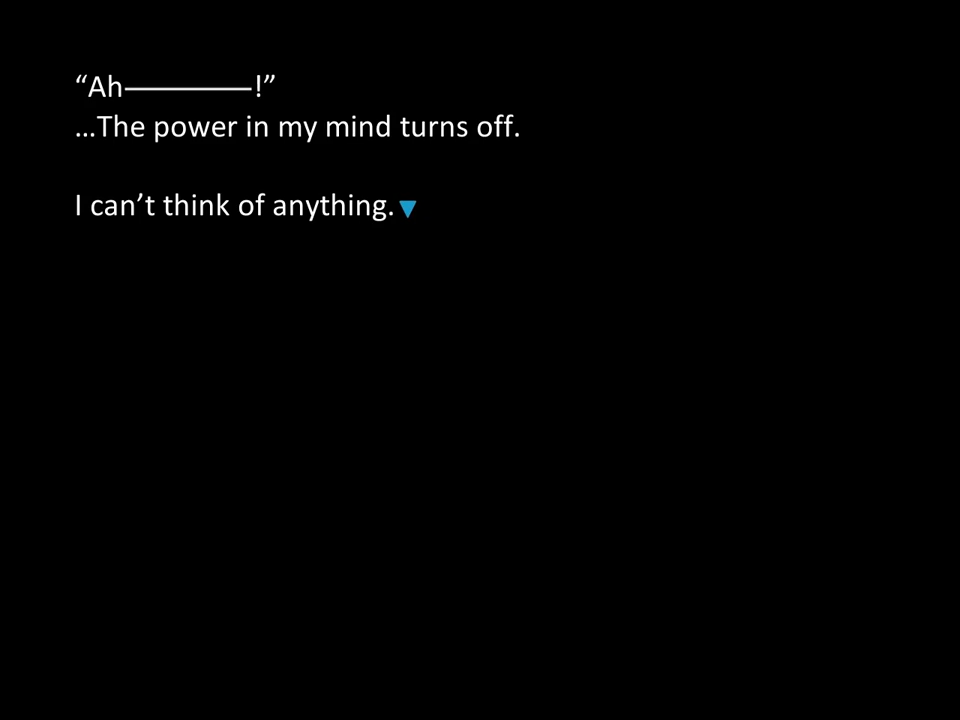 “Ah————!”
…The power in my mind turns off.
I can’t think of anything.